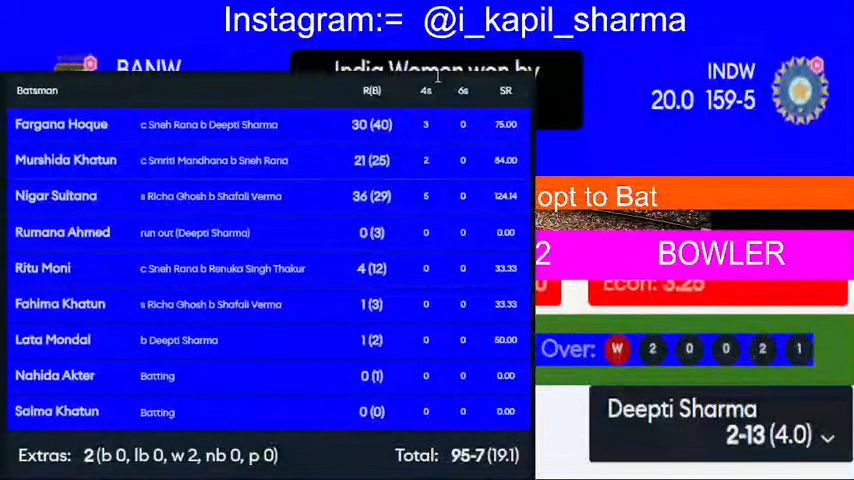 Instagram:= @i_kapil_sharma
BANW
India Women won by
INDW
20.0 159-5
Batsman R(B) 4s 6s SR
Fargana Hoque c Sneh Rana b Deepti Sharma 30 (40) 3 0 75.00
Murshida Khatun c Smriti Mandhana b Sneh Rana 21 (25) 2 0 84.00
Nigar Sultana s Richa Ghosh b Shafali Verma 36 (29) 5 0 124.14
Rumana Ahmed run out (Deepti Sharma) 0 (3) 0 0 0.00
Ritu Moni c Sneh Rana b Renuka Singh Thakur 4 (12) 0 0 33.33
Fahima Khatun s Richa Ghosh b Shafali Verma 1 (3) 0 0 33.33
Lata Mondal b Deepti Sharma 1 (2) 0 0 50.00
Nahida Akter Batting 0 (1) 0 0 0.00
Salma Khatun Batting 0 (0) 0 0 0.00
Extras: 2 (b 0, lb 0, w 2, nb 0, p 0) Total: 95-7 (19.1)
opt to Bat
2 BOWLER
0 Econ: 3.25
Over: W 2 0 0 2 1
Deepti Sharma
2-13 (4.0)